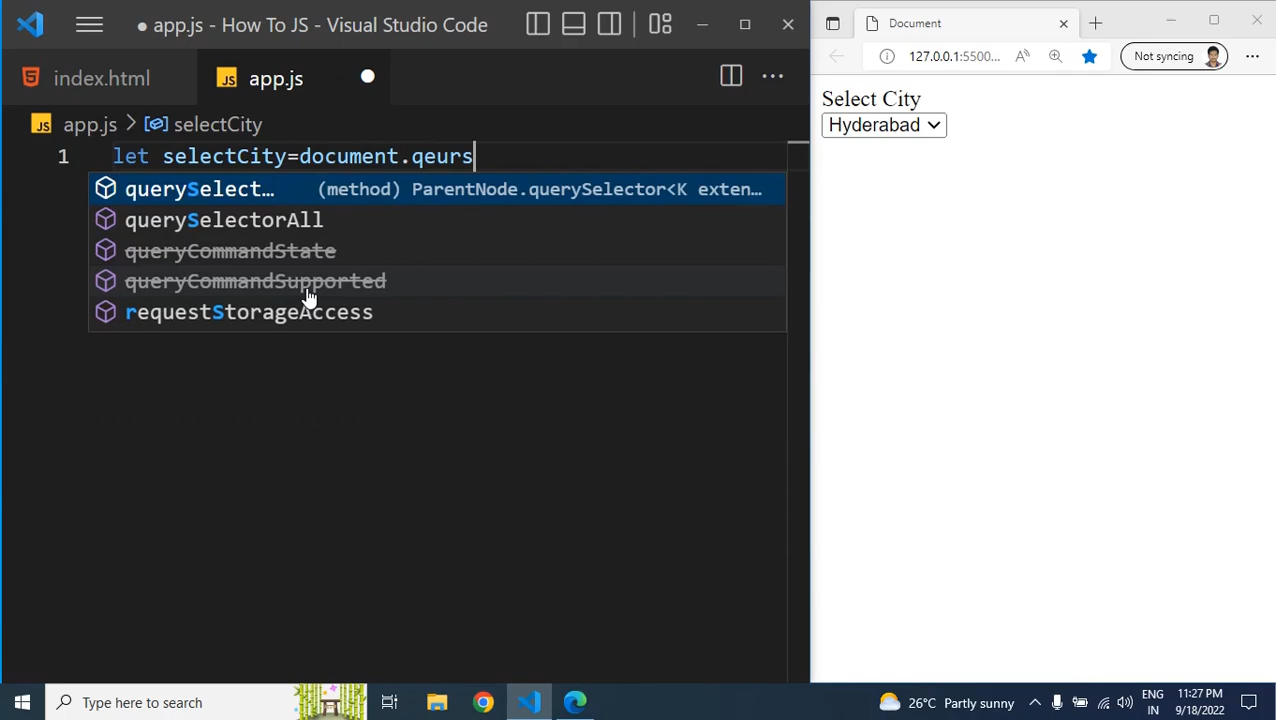 app.js - How To JS - Visual Studio Code
index.html
app.js
app.js > selectCity
1 let selectCity=document.qeurs
querySelect… (method) ParentNode.querySelector<K exten…
querySelectorAll
queryCommandState
queryCommandSupported
requestStorageAccess
Document
127.0.0.1:5500...
Not syncing
Select City
Hyderabad
Type here to search
26°C Partly sunny
ENG
IN
11:27 PM
9/18/2022